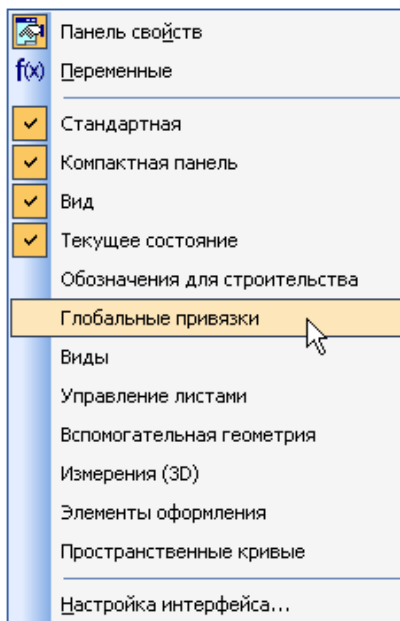 Панель свойств
f(x) Переменные
Стандартная
Компактная панель
Вид
Текущее состояние
Обозначения для строительства
Глобальные привязки
Виды
Управление листами
Вспомогательная геометрия
Измерения (3D)
Элементы оформления
Пространственные кривые
Настройка интерфейса...